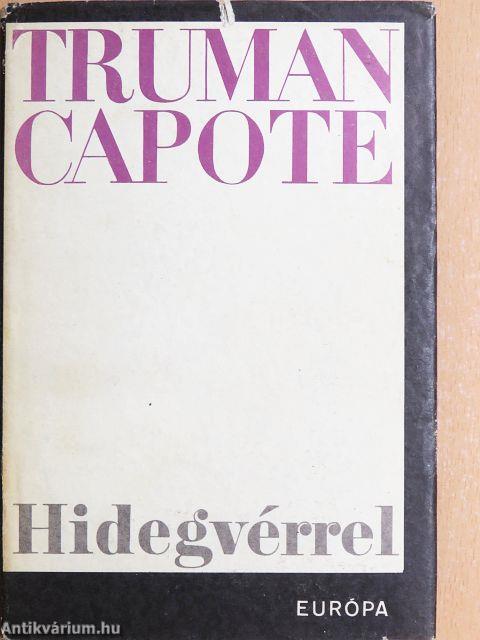 TRUMAN
CAPOTE
Hidegvérrel
EURÓPA
Antikvárium.hu